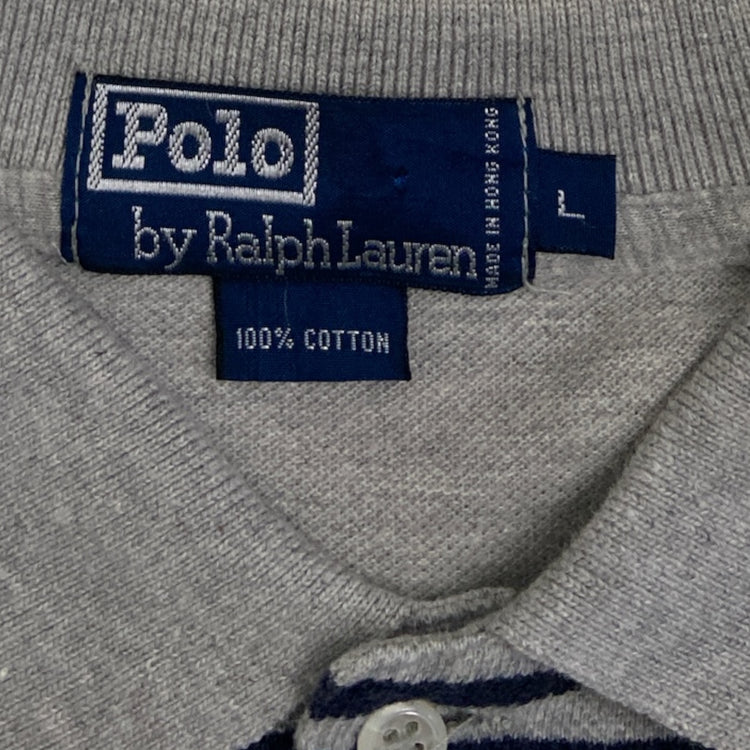 Polo
by Ralph Lauren
MADE IN HONG KONG
L
100% COTTON